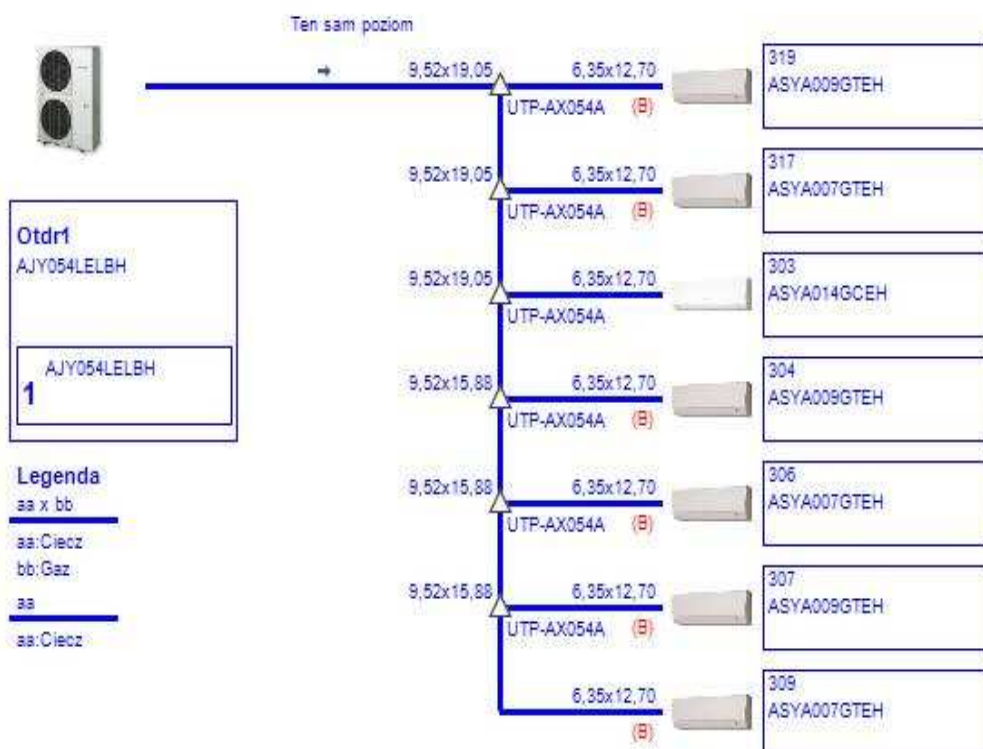 Ten sam poziom
9,52x19,05
6,35x12,70
319
ASYA009GTEH
UTP-AX054A
(B)
9,52x19,05
6,35x12,70
317
ASYA007GTEH
UTP-AX054A
(B)
Otdr1
AJY054LELBH
9,52x19,05
6,35x12,70
303
ASYA014GCEH
UTP-AX054A
AJY054LELBH
1
9,52x15,88
6,35x12,70
304
ASYA009GTEH
UTP-AX054A
(B)
Legenda
aa x bb
aa:Ciecz
bb:Gaz
aa
aa:Ciecz
9,52x15,88
6,35x12,70
306
ASYA007GTEH
UTP-AX054A
(B)
9,52x15,88
6,35x12,70
307
ASYA009GTEH
UTP-AX054A
(B)
6,35x12,70
309
ASYA007GTEH
(B)